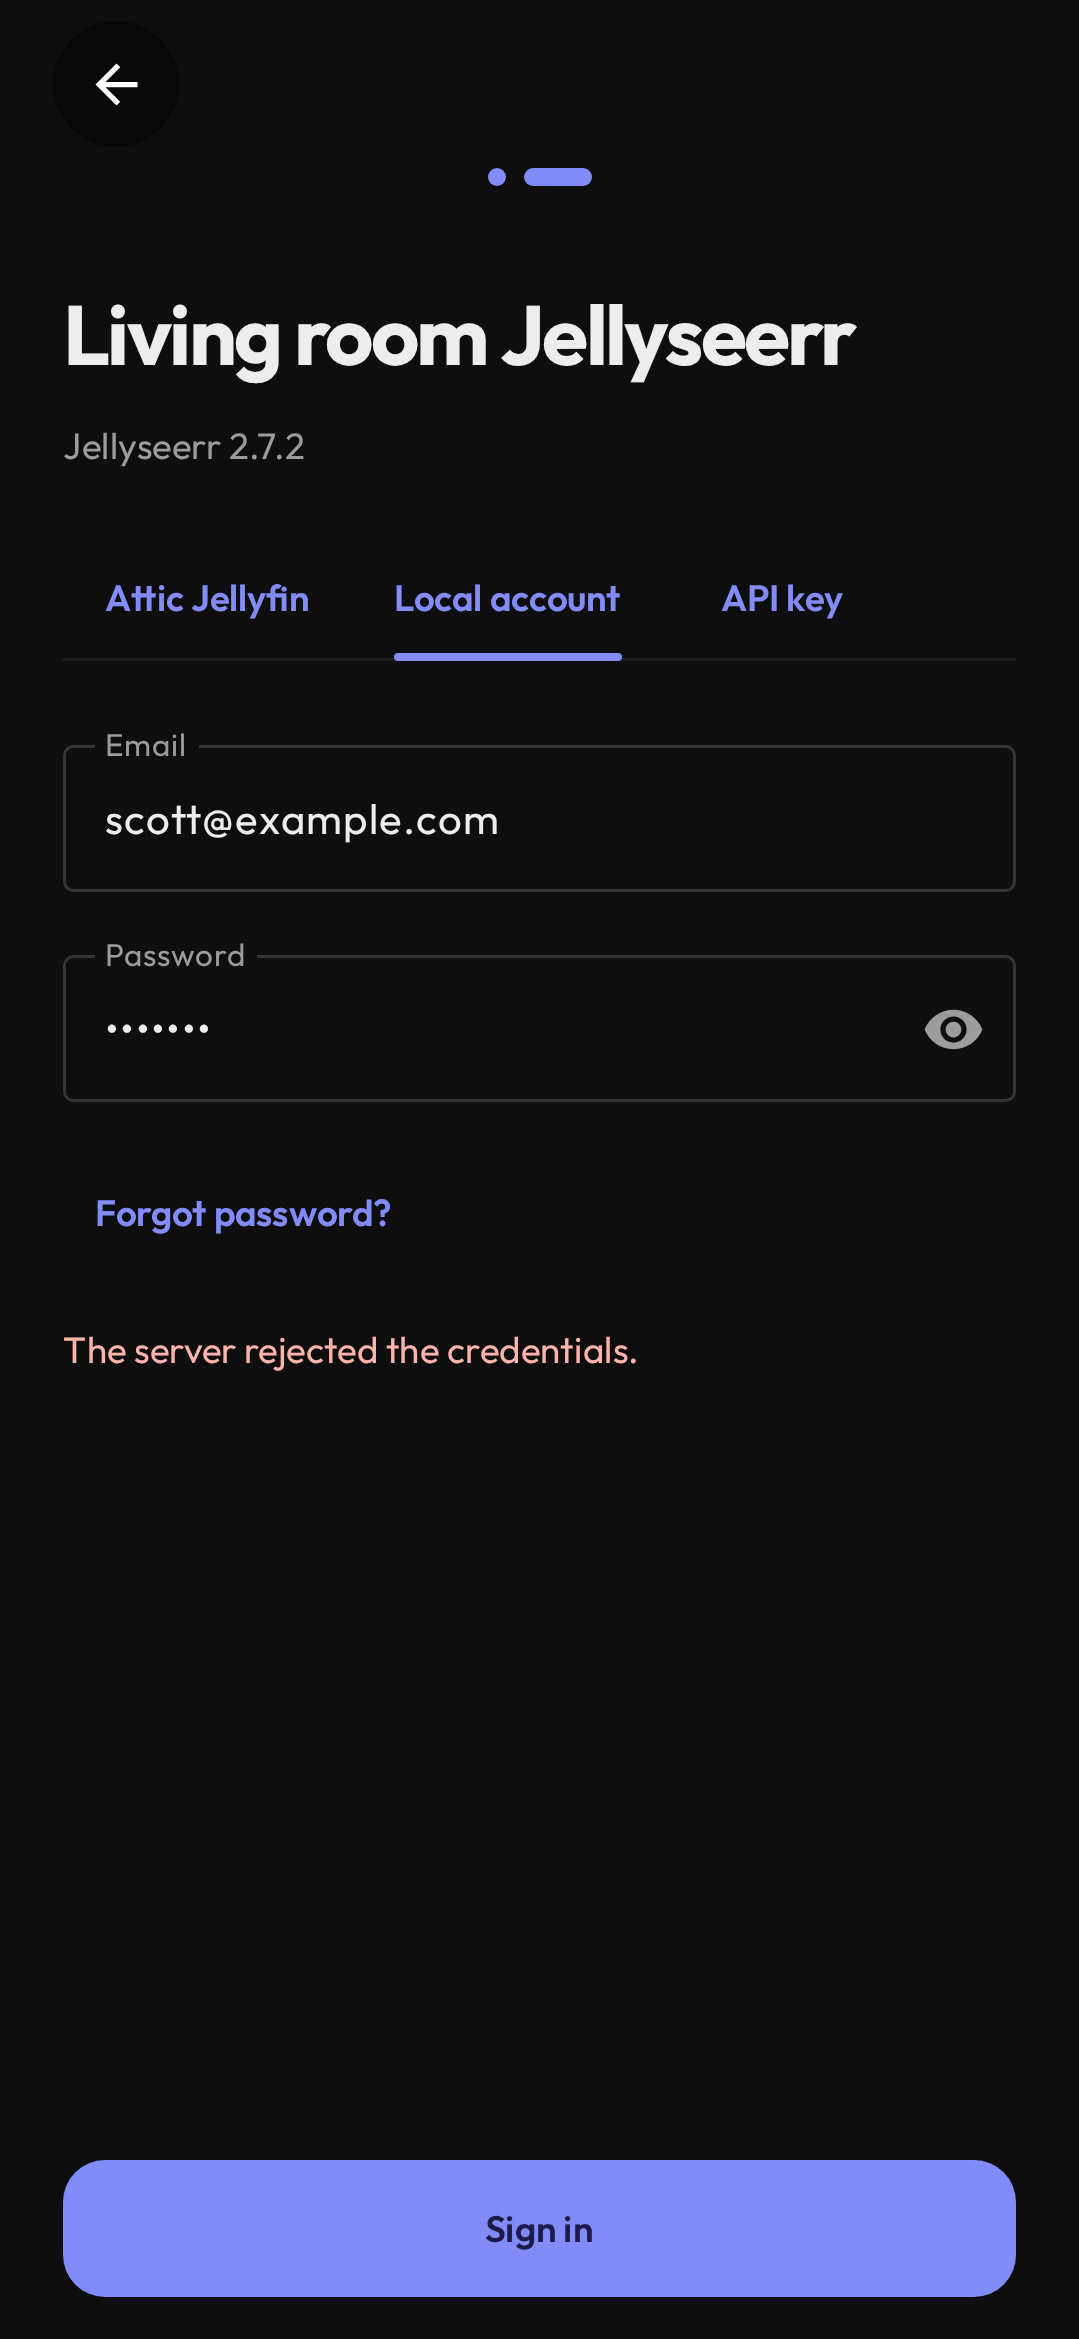 Living room Jellyseerr
Jellyseerr 2.7.2
Attic Jellyfin Local account API key
Email
scott@example.com
Password
•••••••
Forgot password?
The server rejected the credentials.
Sign in